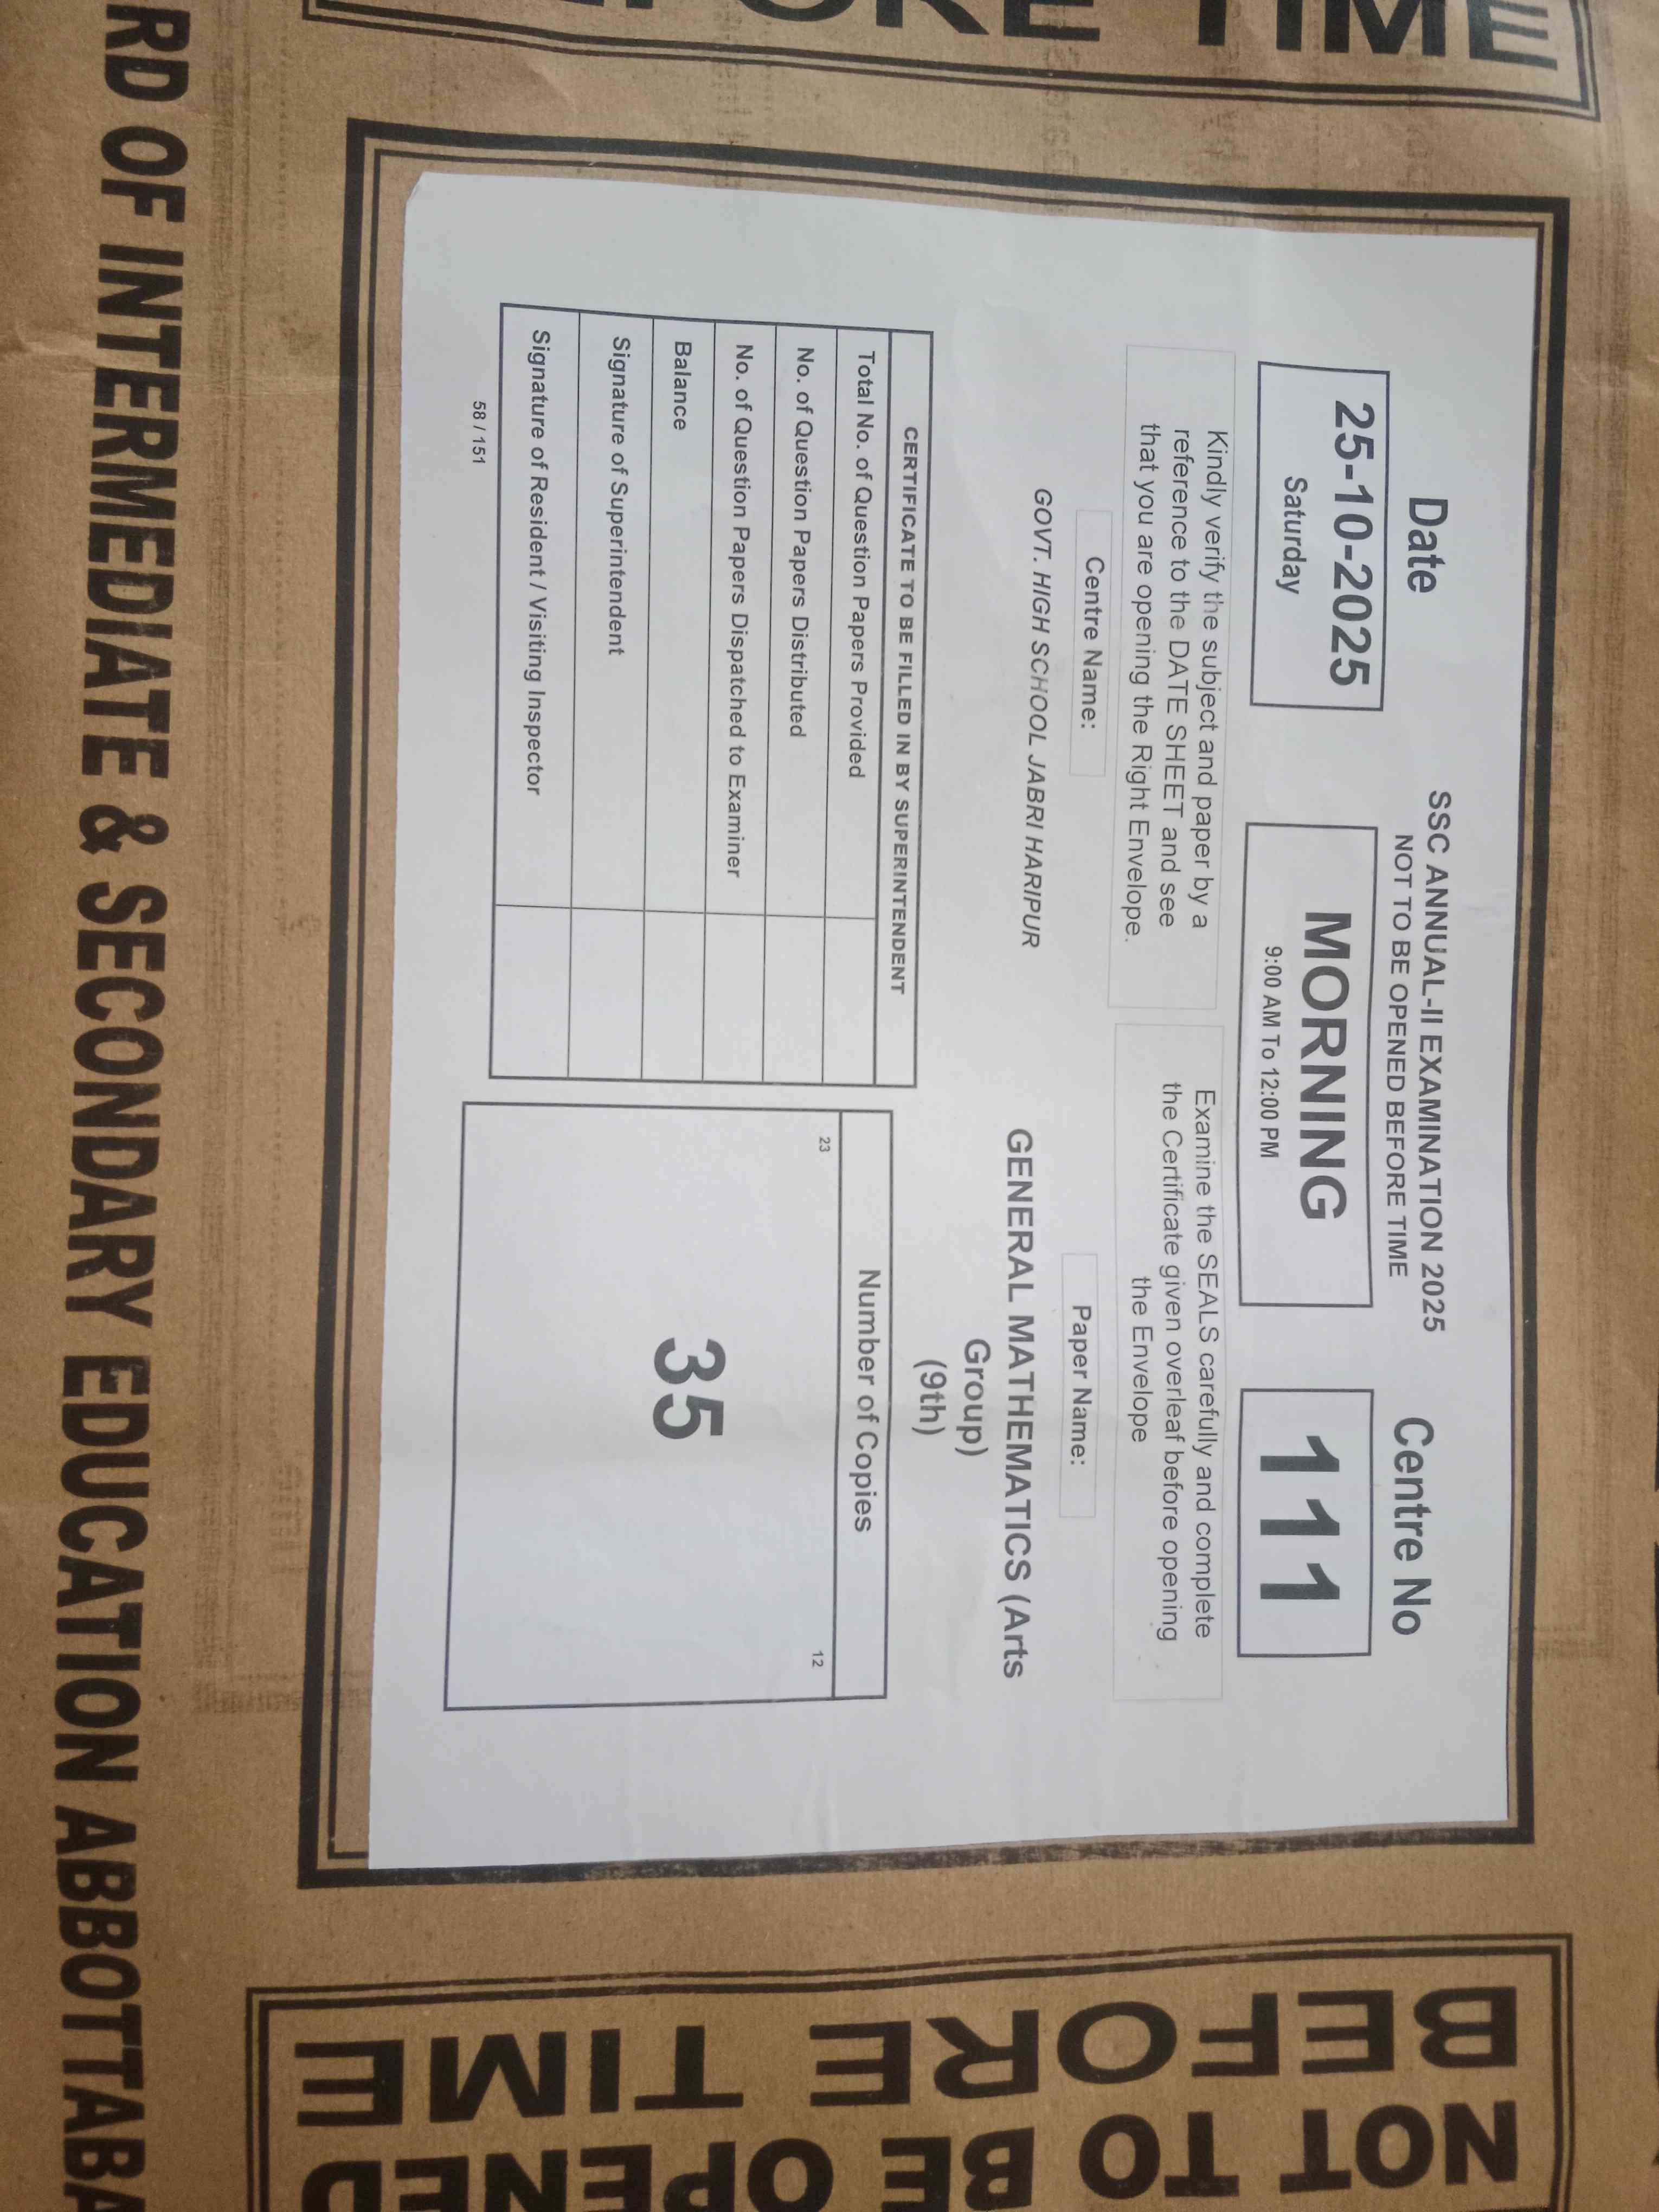 EFORE TIME
Date
25-10-2025
Saturday
SSC ANNUAL-II EXAMINATION 2025
NOT TO BE OPENED BEFORE TIME
MORNING
9:00 AM To 12:00 PM
Centre No
111
Kindly verify the subject and paper by a
reference to the DATE SHEET and see
that you are opening the Right Envelope.
Examine the SEALS carefully and complete
the Certificate given overleaf before opening
the Envelope
Centre Name:
GOVT. HIGH SCHOOL JABRI HARIPUR
Paper Name:
GENERAL MATHEMATICS (Arts
Group)
(9th)
CERTIFICATE TO BE FILLED IN BY SUPERINTENDENT
Total No. of Question Papers Provided
No. of Question Papers Distributed
No. of Question Papers Dispatched to Examiner
Balance
Signature of Superintendent
Signature of Resident / Visiting Inspector
58 / 151
Number of Copies
23
12
35
NOT TO BE OPENED
BEFORE TIME
RD OF INTERMEDIATE & SECONDARY EDUCATION ABBOTTABA